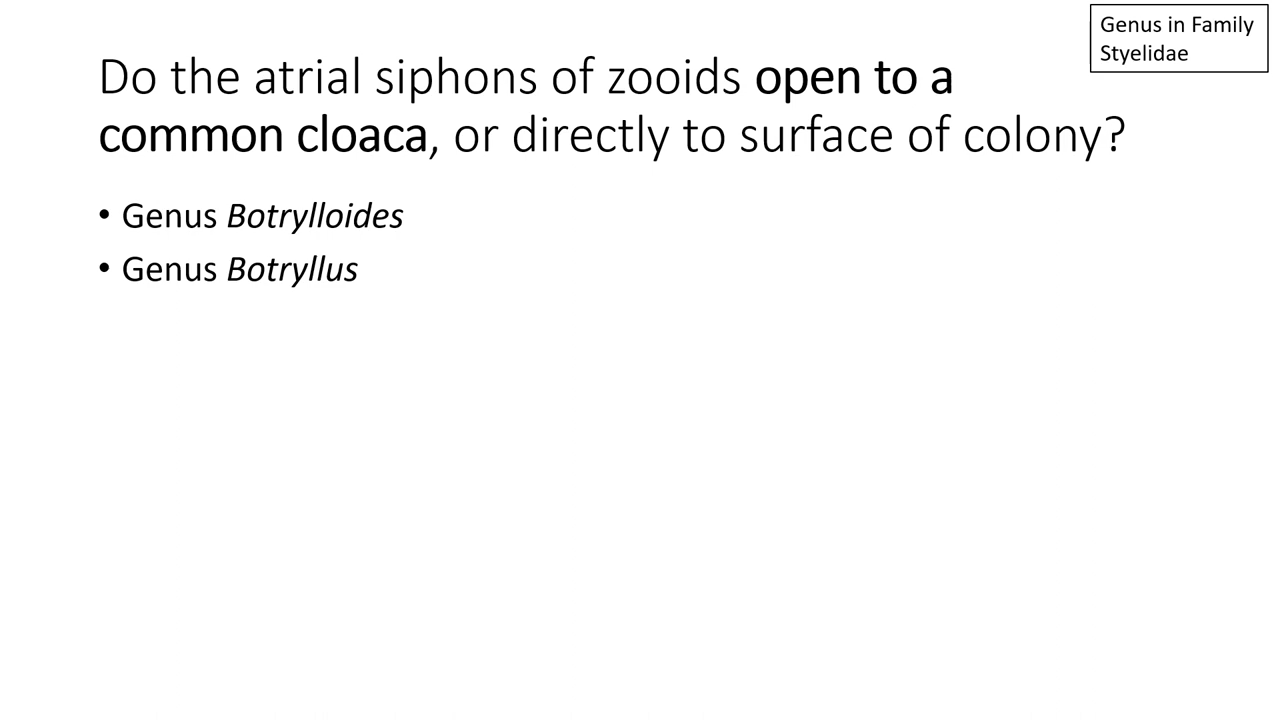 Genus in Family
Styelidae
Do the atrial siphons of zooids open to a
common cloaca, or directly to surface of colony?
• Genus Botrylloides
• Genus Botryllus